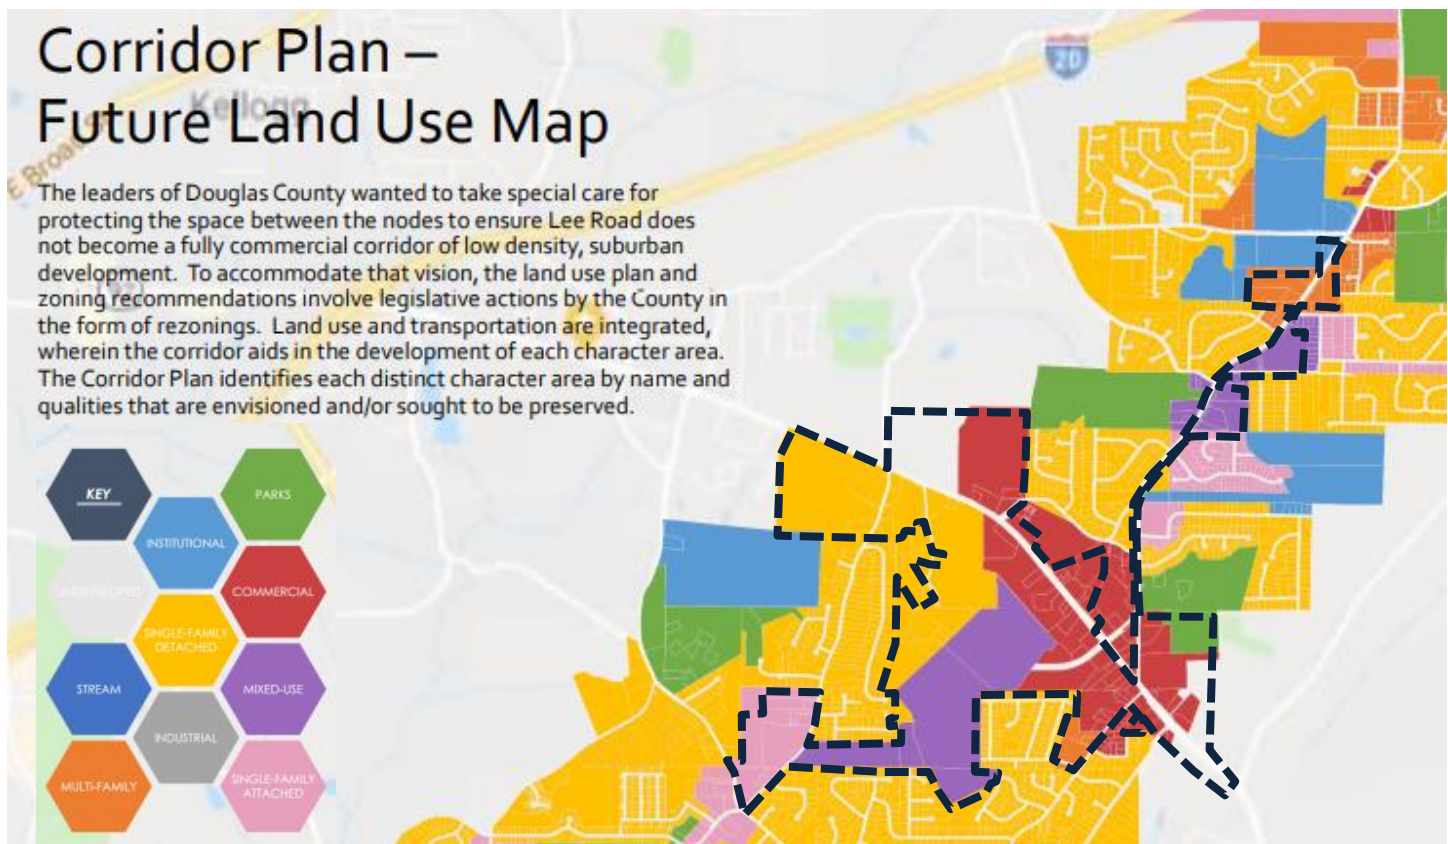 Corridor Plan –
Future Land Use Map
Kellogg
E Broad St
20
The leaders of Douglas County wanted to take special care for
protecting the space between the nodes to ensure Lee Road does
not become a fully commercial corridor of low density, suburban
development. To accommodate that vision, the land use plan and
zoning recommendations involve legislative actions by the County in
the form of rezonings. Land use and transportation are integrated,
wherein the corridor aids in the development of each character area.
The Corridor Plan identifies each distinct character area by name and
qualities that are envisioned and/or sought to be preserved.
KEY
PARKS
INSTITUTIONAL
UNDEVELOPED
COMMERCIAL
SINGLE-FAMILY
DETACHED
STREAM
MIXED-USE
INDUSTRIAL
MULTI-FAMILY
SINGLE-FAMILY
ATTACHED